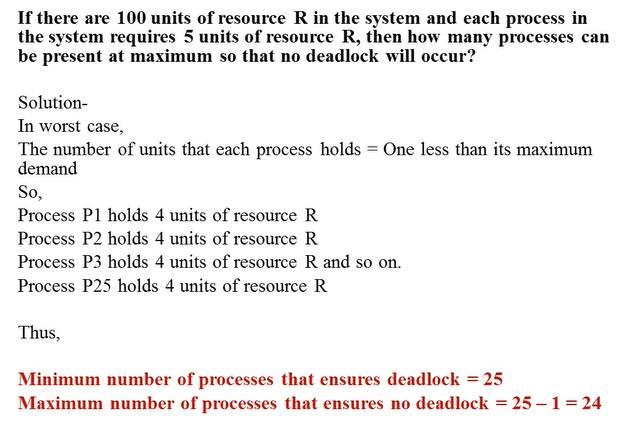 If there are 100 units of resource R in the system and each process in
the system requires 5 units of resource R, then how many processes can
be present at maximum so that no deadlock will occur?
Solution-
In worst case,
The number of units that each process holds = One less than its maximum
demand
So,
Process P1 holds 4 units of resource R
Process P2 holds 4 units of resource R
Process P3 holds 4 units of resource R and so on.
Process P25 holds 4 units of resource R
Thus,
Minimum number of processes that ensures deadlock = 25
Maximum number of processes that ensures no deadlock = 25 – 1 = 24